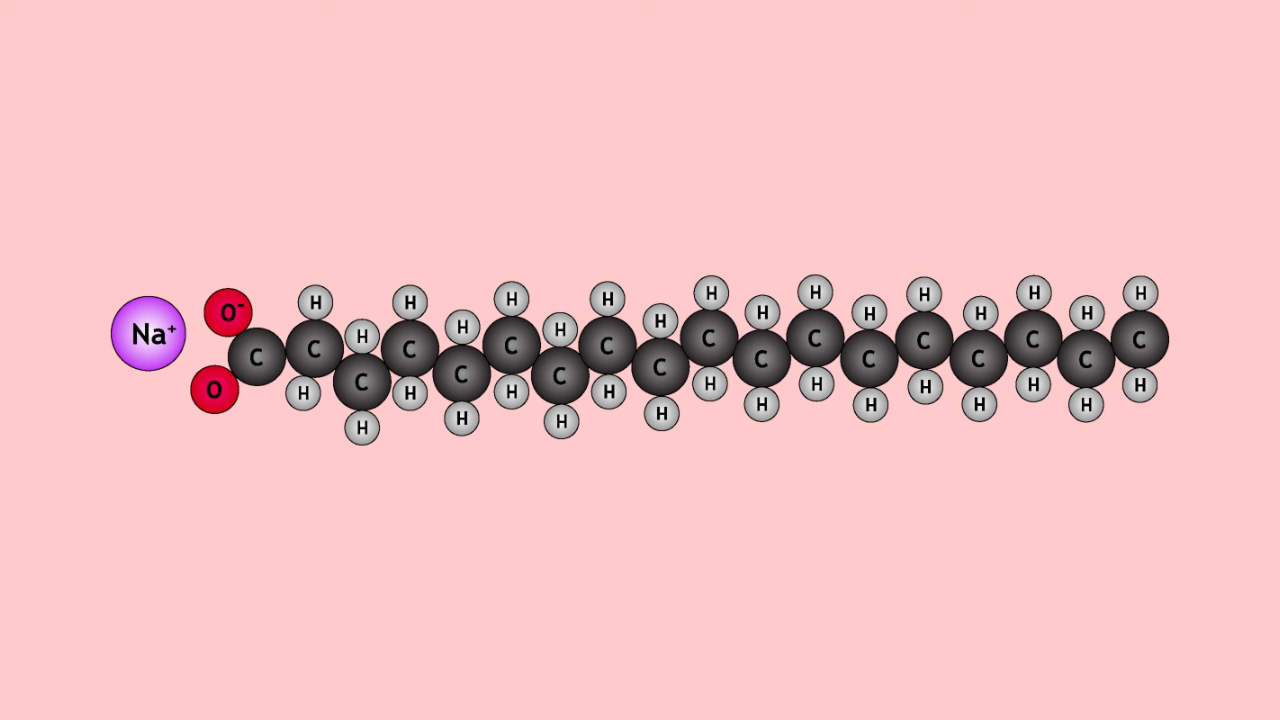 H H H H H H H H H
O⁻ H H H H H H H H
Na⁺
C C C C C C C C C C C C C C C C C C
O H H H H H H H H H
H H H H H H H H